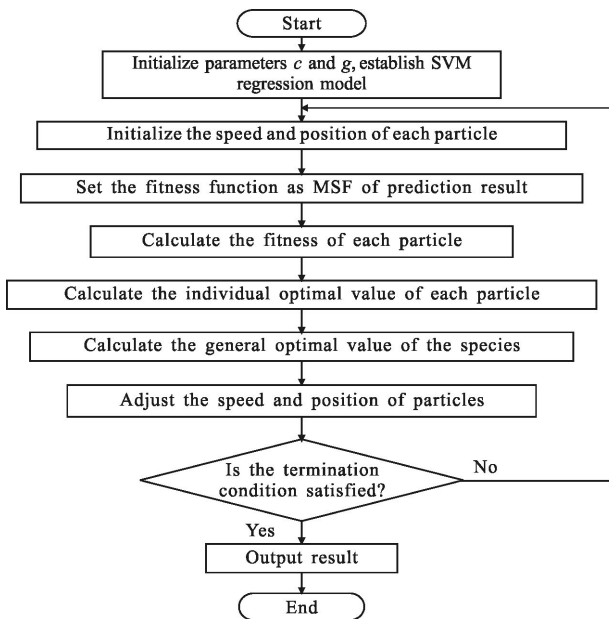 Start
Initialize parameters c and g, establish SVM
regression model
Initialize the speed and position of each particle
Set the fitness function as MSF of prediction result
Calculate the fitness of each particle
Calculate the individual optimal value of each particle
Calculate the general optimal value of the species
Adjust the speed and position of particles
Is the termination
condition satisfied?
No
Yes
Output result
End